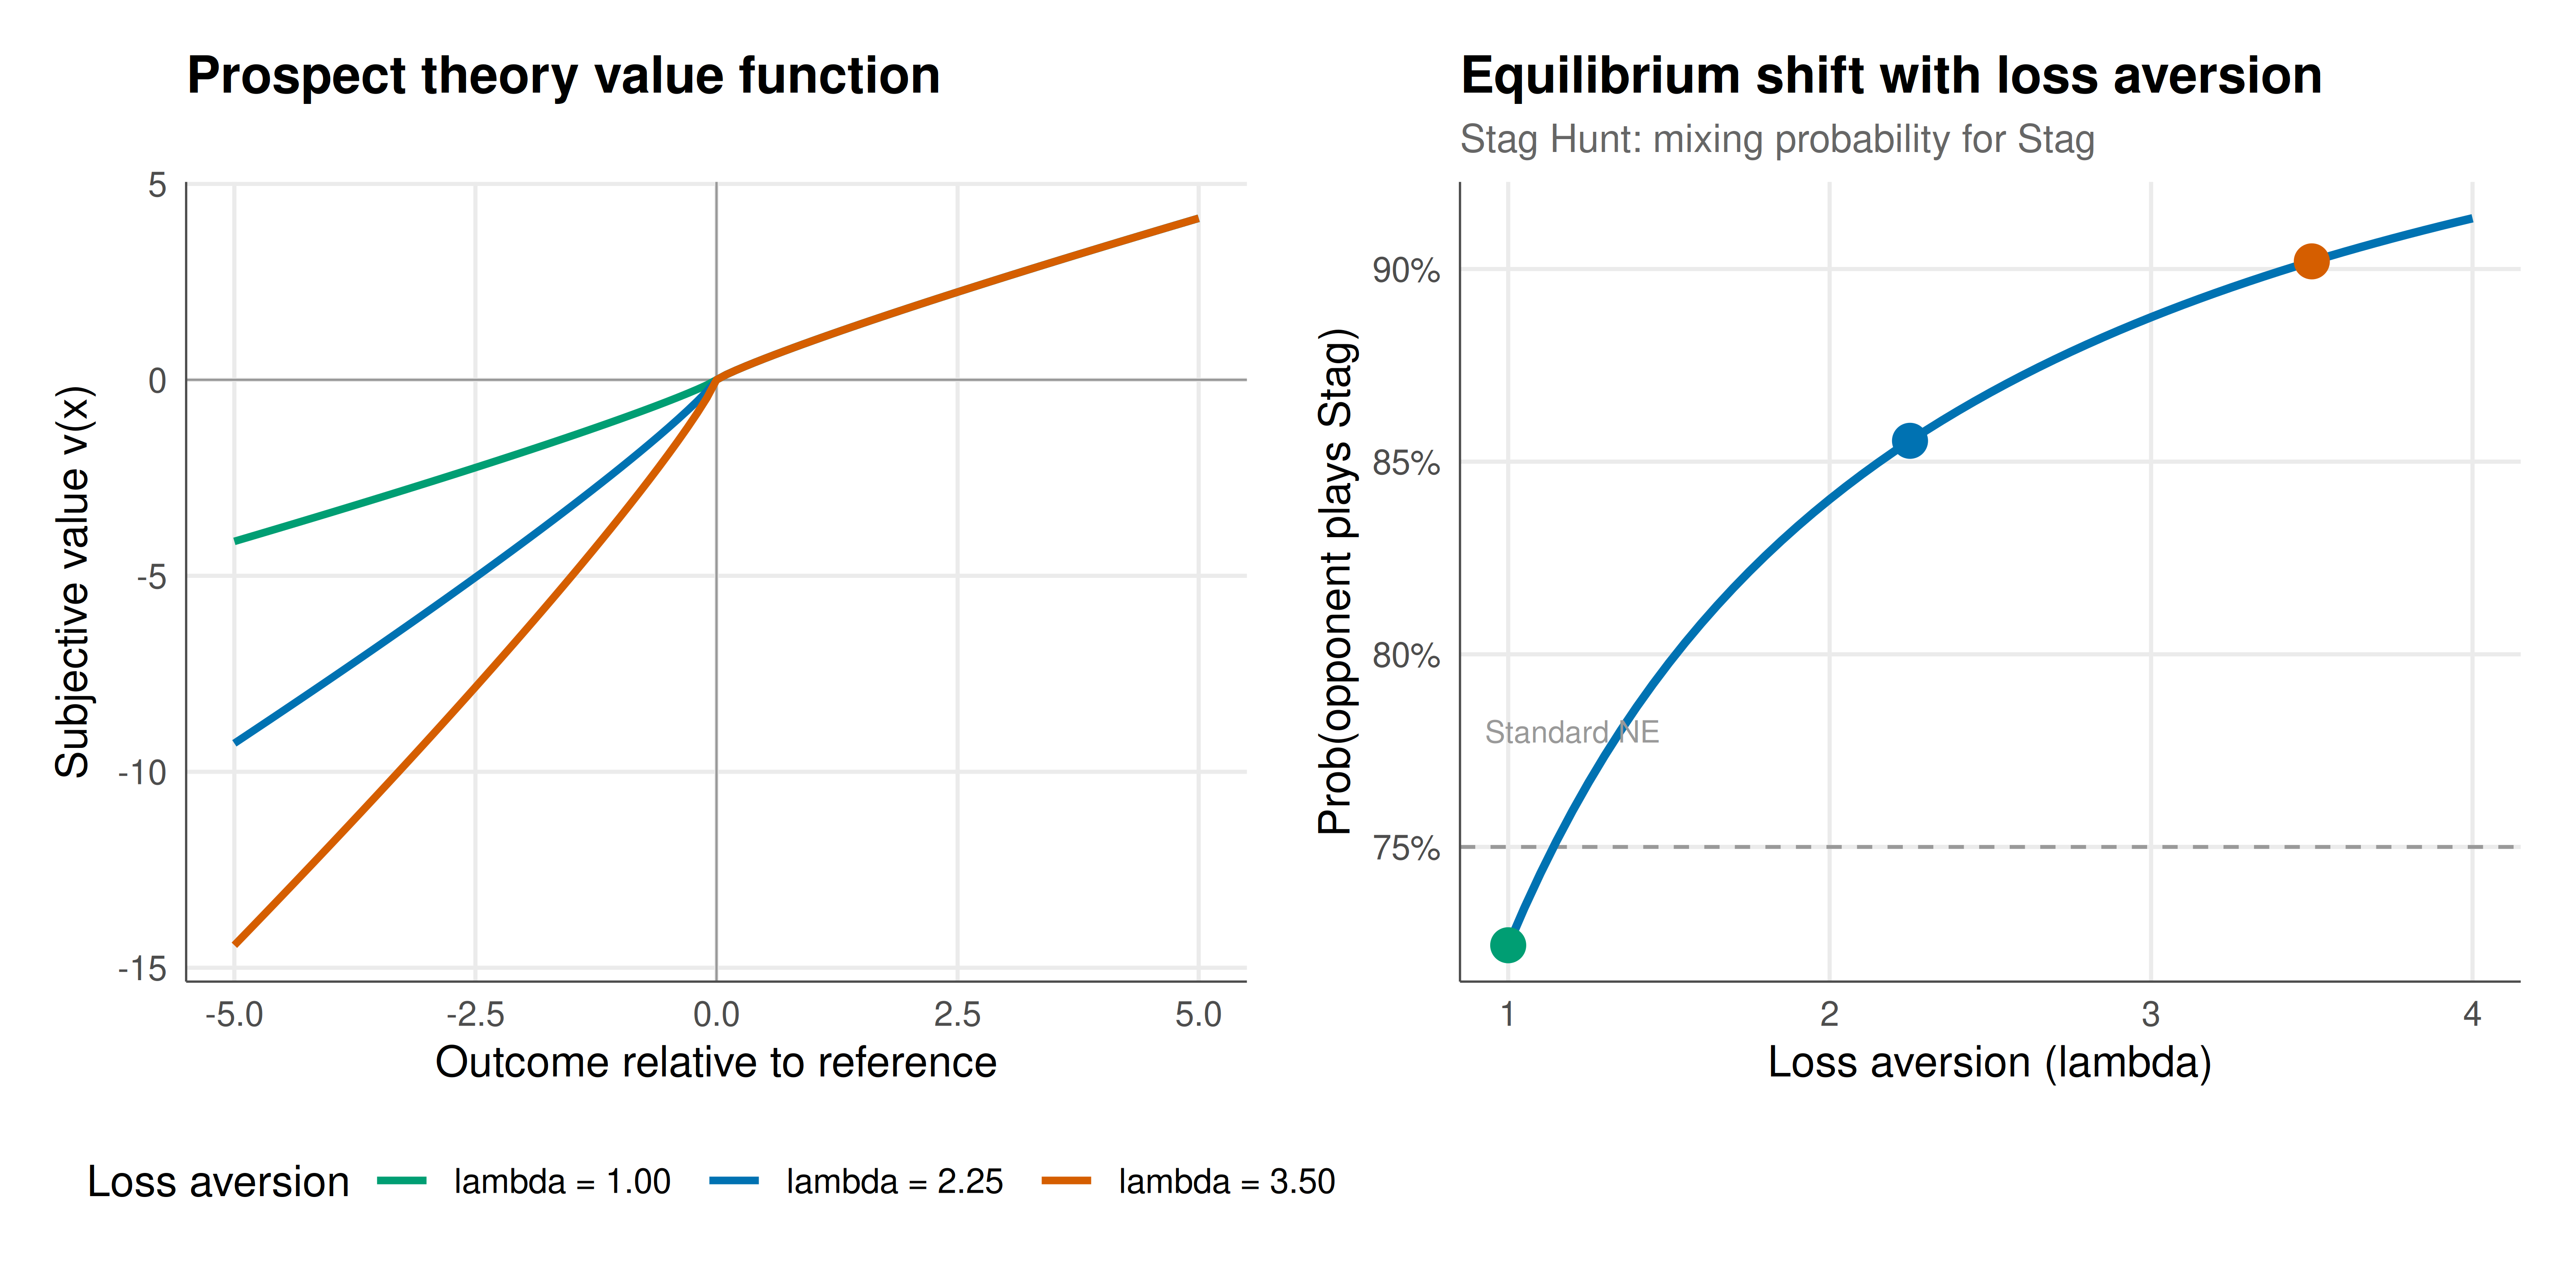 Prospect theory value function
Subjective value v(x)
5
0
-5
-10
-15
-5.0
-2.5
0.0
2.5
5.0
Outcome relative to reference
Equilibrium shift with loss aversion
Stag Hunt: mixing probability for Stag
Prob(opponent plays Stag)
90%
85%
80%
75%
Standard NE
1
2
3
4
Loss aversion (lambda)
Loss aversion
lambda = 1.00
lambda = 2.25
lambda = 3.50